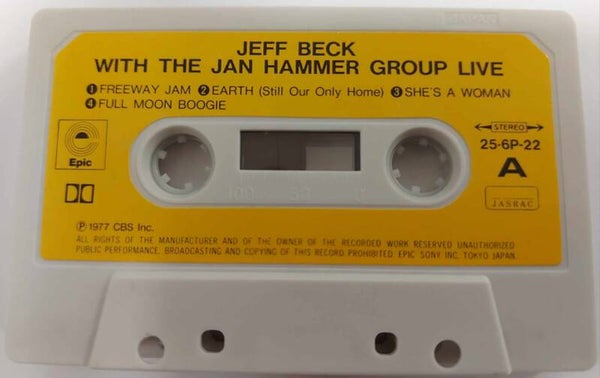 JAPAN
JEFF BECK
WITH THE JAN HAMMER GROUP LIVE
❶FREEWAY JAM ❷EARTH (Still Our Only Home) ❸SHE'S A WOMAN
❹FULL MOON BOOGIE
Epic
STEREO
25·6P-22
A
100 50 0
JASRAC
Ⓟ1977 CBS Inc.
ALL RIGHTS OF THE MANUFACTURER AND OF THE OWNER OF THE RECORDED WORK RESERVED UNAUTHORIZED
PUBLIC PERFORMANCE. BROADCASTING AND COPYING OF THIS RECORD PROHIBITED. EPIC SONY INC. TOKYO JAPAN.